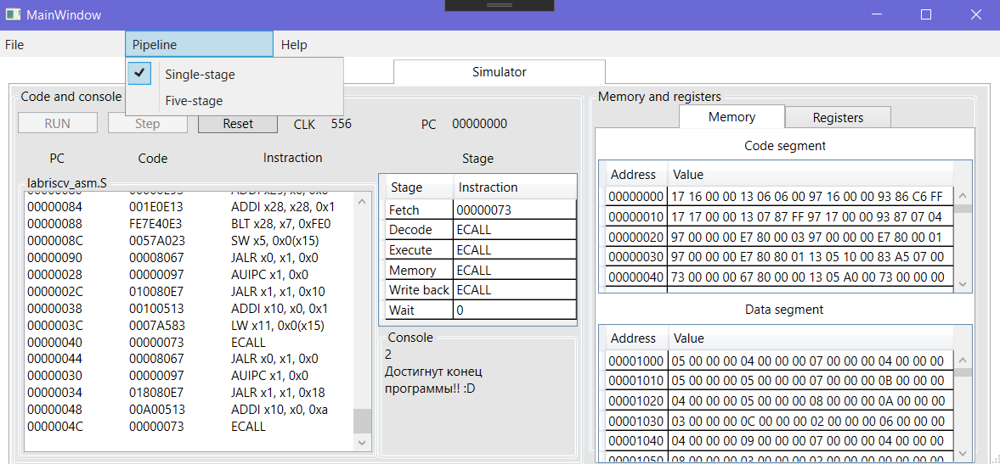 MainWindow
File Pipeline Help
Single-stage
Five-stage
Simulator
Code and console
RUN Step Reset CLK 556 PC 00000000
PC Code Instraction Stage
labriscv_asm.S
00000084 001E0E13 ADDI x28, x28, 0x1
00000088 FE7E40E3 BLT x28, x7, 0xFE0
0000008C 0057A023 SW x5, 0x0(x15)
00000090 00008067 JALR x0, x1, 0x0
00000028 00000097 AUIPC x1, 0x0
0000002C 010080E7 JALR x1, x1, 0x10
00000038 00100513 ADDI x10, x0, 0x1
0000003C 0007A583 LW x11, 0x0(x15)
00000040 00000073 ECALL
00000044 00008067 JALR x0, x1, 0x0
00000030 00000097 AUIPC x1, 0x0
00000034 018080E7 JALR x1, x1, 0x18
00000048 00A00513 ADDI x10, x0, 0xa
0000004C 00000073 ECALL
Stage Instraction
Fetch 00000073
Decode ECALL
Execute ECALL
Memory ECALL
Write back ECALL
Wait 0
Console
2
Достигнут конец
программы!! :D
Memory and registers
Memory Registers
Code segment
Address Value
00000000 17 16 00 00 13 06 06 00 97 16 00 00 93 86 C6 FF
00000010 17 17 00 00 13 07 87 FF 97 17 00 00 93 87 07 04
00000020 97 00 00 00 E7 80 00 03 97 00 00 00 E7 80 00 01
00000030 97 00 00 00 E7 80 80 01 13 05 10 00 83 A5 07 00
00000040 73 00 00 00 67 80 00 00 13 05 A0 00 73 00 00 00
Data segment
Address Value
00001000 05 00 00 00 04 00 00 00 07 00 00 00 04 00 00 00
00001010 05 00 00 00 05 00 00 00 07 00 00 00 0B 00 00 00
00001020 04 00 00 00 05 00 00 00 08 00 00 00 0A 00 00 00
00001030 03 00 00 00 0C 00 00 00 02 00 00 00 06 00 00 00
00001040 04 00 00 00 09 00 00 00 07 00 00 00 04 00 00 00